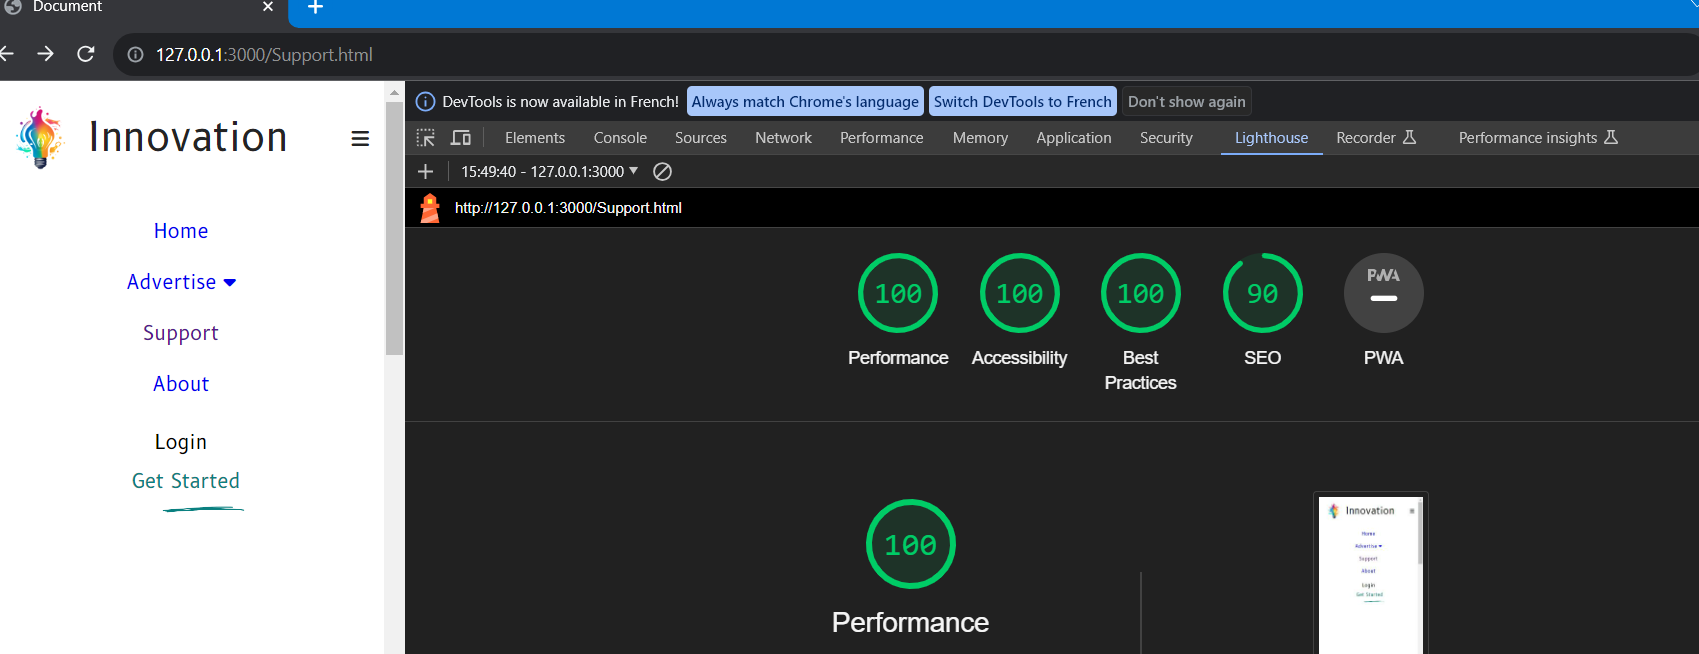 Document
127.0.0.1:3000/Support.html
Innovation
Home
Advertise
Support
About
Login
Get Started
DevTools is now available in French! Always match Chrome's language Switch DevTools to French Don't show again
Elements Console Sources Network Performance Memory Application Security Lighthouse Recorder Performance insights
15:49:40 - 127.0.0.1:3000
http://127.0.0.1:3000/Support.html
100 100 100 90 PWA
Performance Accessibility Best Practices SEO PWA
100
Performance
Innovation
Home
Advertise
Support
About
Login
Get Started